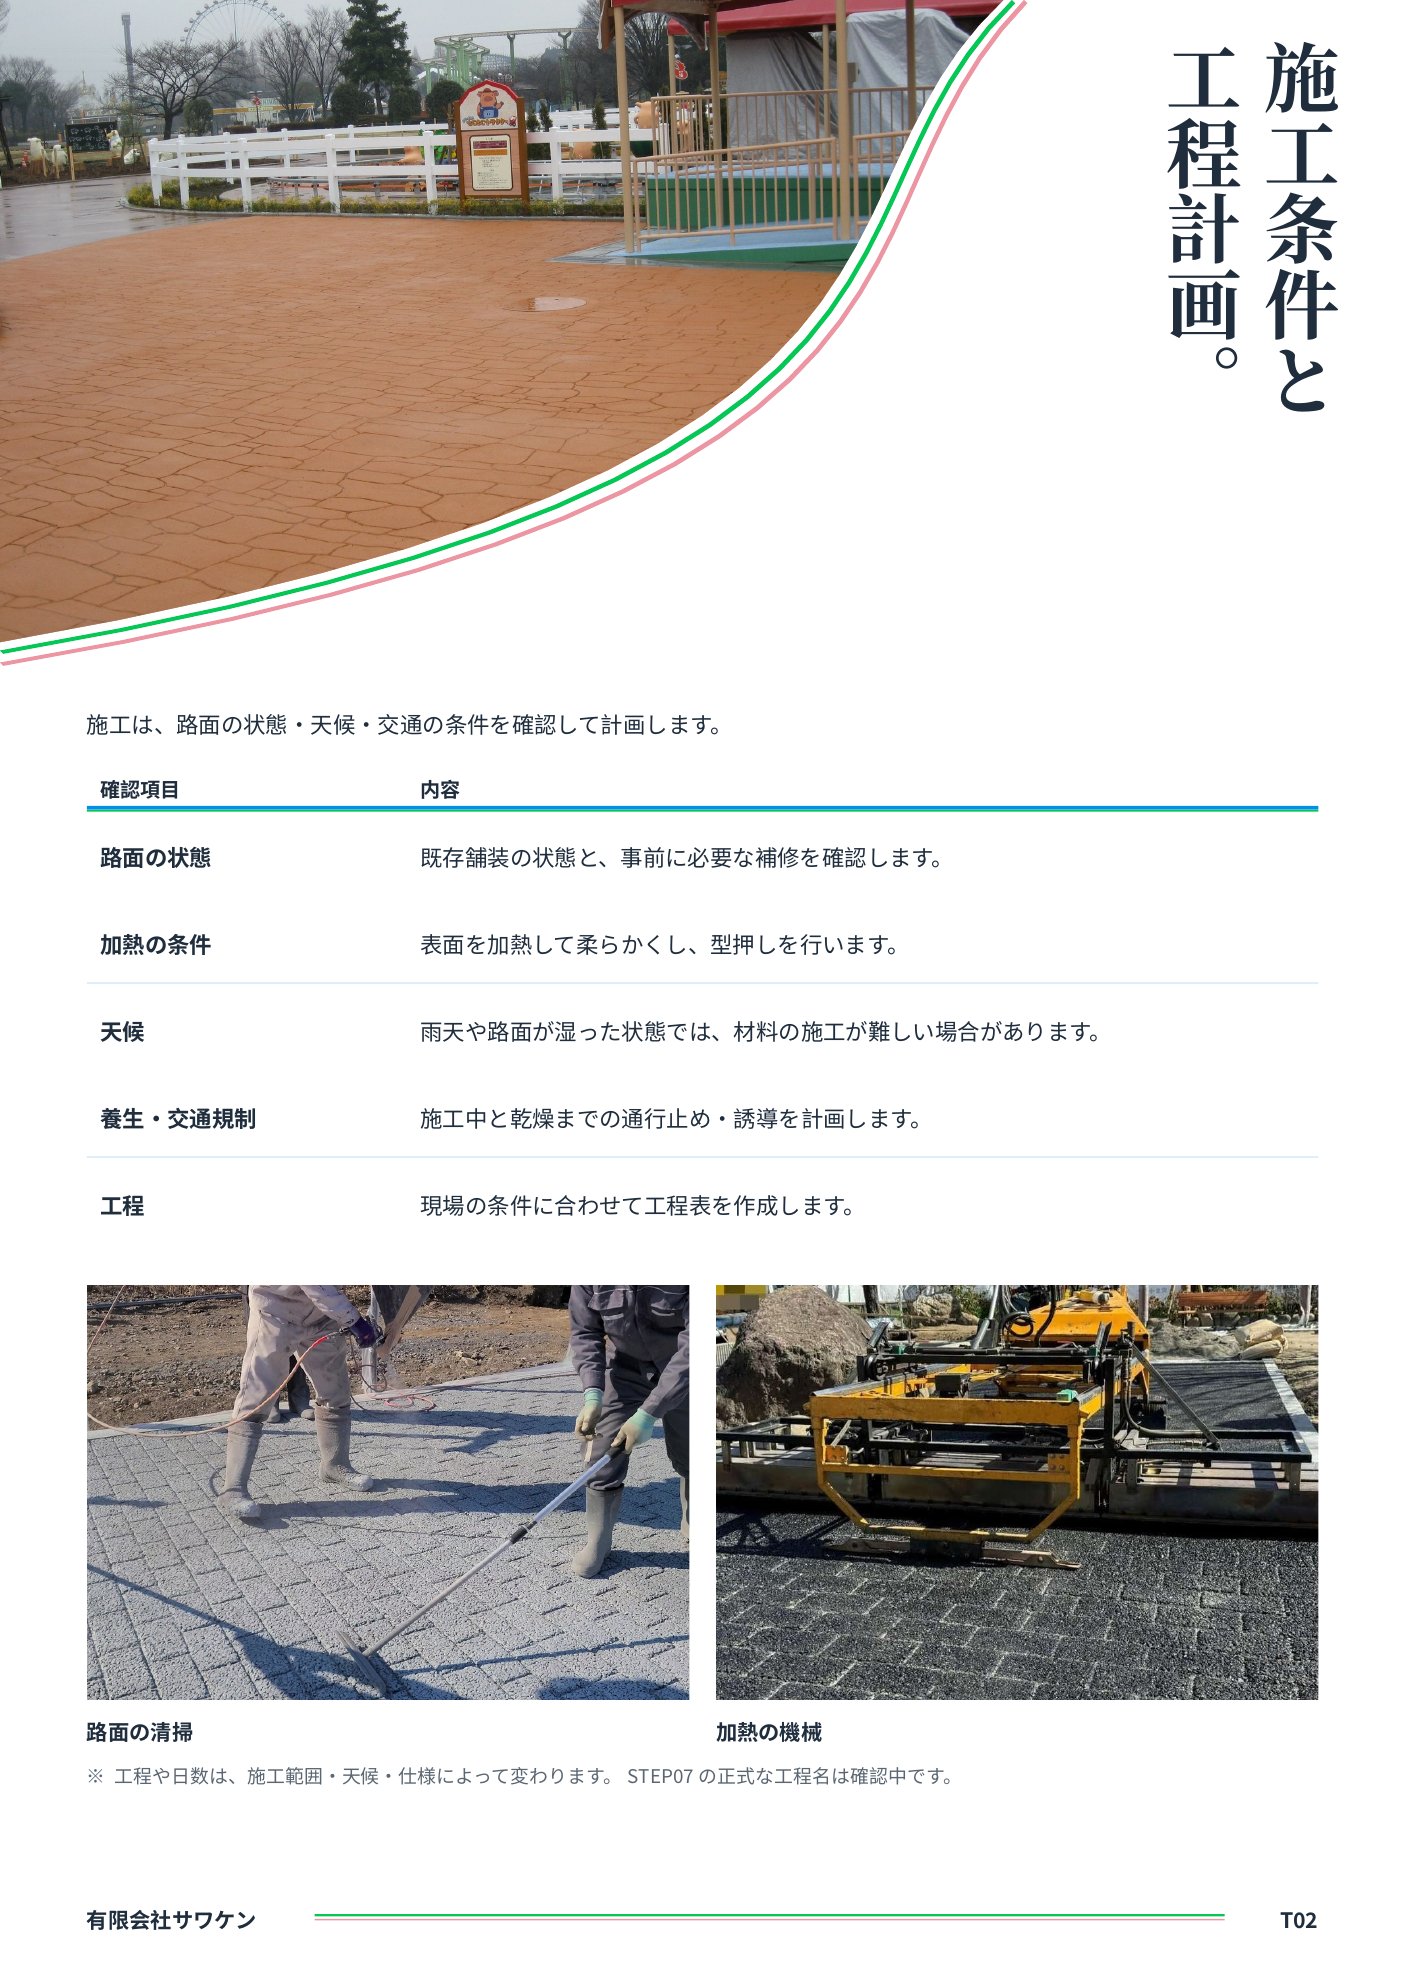 施工条件と
工程計画。
施工は、路面の状態・天候・交通の条件を確認して計画します。
確認項目 内容
路面の状態 既存舗装の状態と、事前に必要な補修を確認します。
加熱の条件 表面を加熱して柔らかくし、型押しを行います。
天候 雨天や路面が湿った状態では、材料の施工が難しい場合があります。
養生・交通規制 施工中と乾燥までの通行止め・誘導を計画します。
工程 現場の条件に合わせて工程表を作成します。
路面の清掃 加熱の機械
※ 工程や日数は、施工範囲・天候・仕様によって変わります。 STEP07 の正式な工程名は確認中です。
有限会社サワケン T02